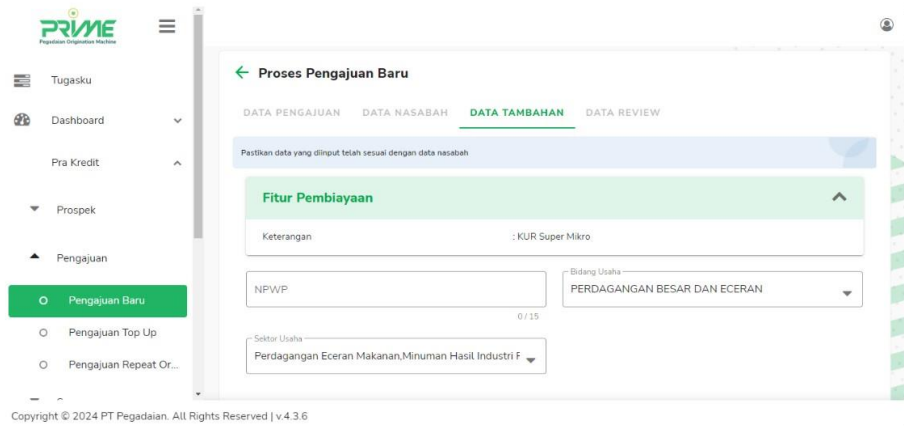 PRIME
Pegadaian Origination Machine
Tugasku
Dashboard
Pra Kredit
Prospek
Pengajuan
Pengajuan Baru
Pengajuan Top Up
Pengajuan Repeat Or...
Proses Pengajuan Baru
DATA PENGAJUAN DATA NASABAH DATA TAMBAHAN DATA REVIEW
Pastikan data yang diinput telah sesuai dengan data nasabah
Fitur Pembiayaan
Keterangan : KUR Super Mikro
NPWP
0 / 15
Bidang Usaha
PERDAGANGAN BESAR DAN ECERAN
Sektor Usaha
Perdagangan Eceran Makanan,Minuman Hasil Industri
Copyright © 2024 PT Pegadaian. All Rights Reserved | v.4.3.6